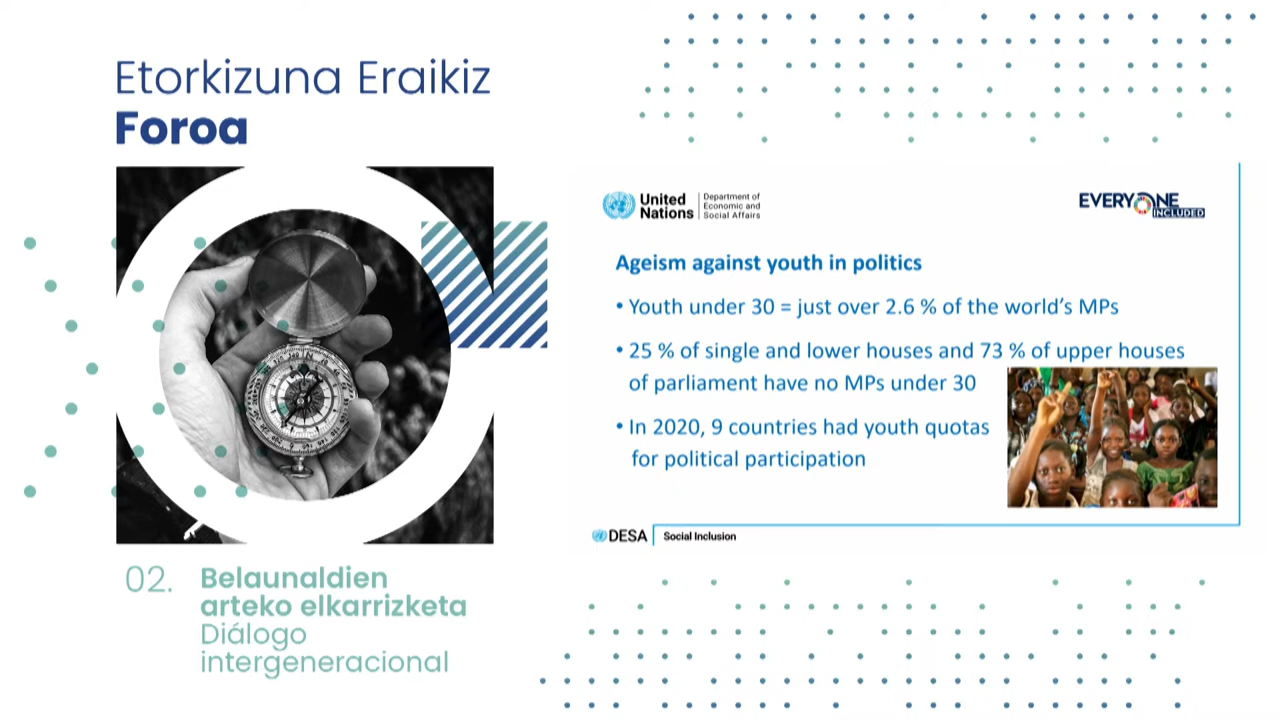 Etorkizuna Eraikiz
Foroa
United
Nations
Department of
Economic and
Social Affairs
EVERYONE
INCLUDED
Ageism against youth in politics
• Youth under 30 = just over 2.6 % of the world’s MPs
• 25 % of single and lower houses and 73 % of upper houses
of parliament have no MPs under 30
• In 2020, 9 countries had youth quotas
for political participation
DESA
Social Inclusion
02.
Belaunaldien
arteko elkarrizketa
Diálogo
intergeneracional